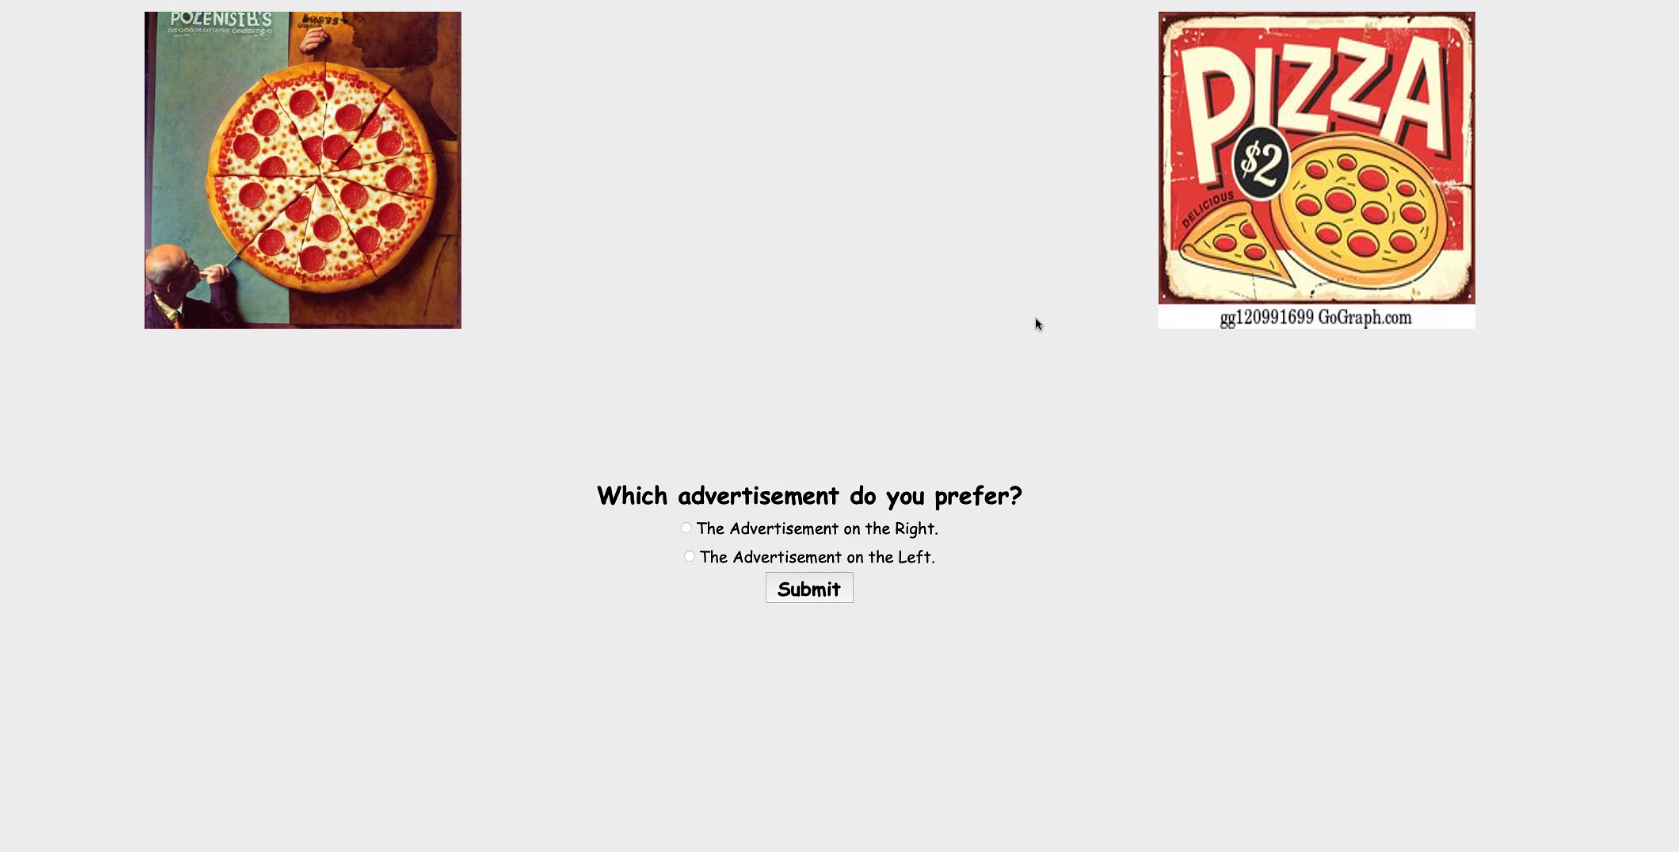 POZENISTB'S
PIZZA
$2
DELICIOUS
gg120991699 GoGraph.com
Which advertisement do you prefer?
The Advertisement on the Right.
The Advertisement on the Left.
Submit